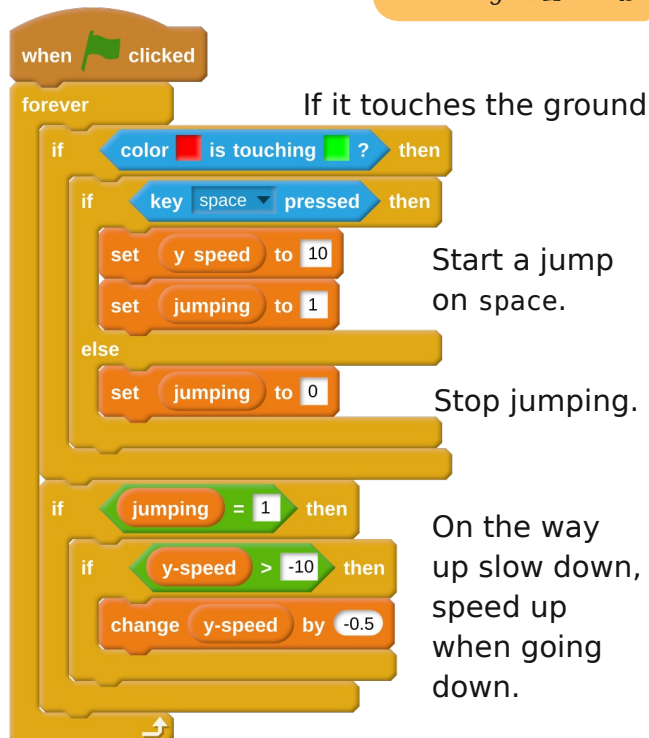 when clicked
forever
If it touches the ground
if color is touching ? then
if key space pressed then
set y speed to 10
set jumping to 1
Start a jump
on space.
else
set jumping to 0
Stop jumping.
if jumping = 1 then
if y-speed > -10 then
change y-speed by -0.5
On the way
up slow down,
speed up
when going
down.